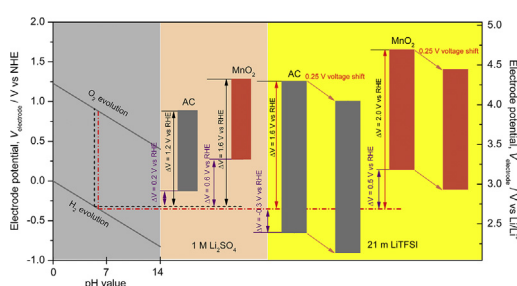 Electrode potential, V_electrode / V vs NHE
2.0
1.5
1.0
0.5
0.0
-0.5
-1.0
0
7
14
pH value
O₂ evolution
H₂ evolution
AC
MnO₂
ΔV = 0.2 V vs RHE
ΔV = 1.2 V vs RHE
ΔV = 0.6 V vs RHE
ΔV = 1.6 V vs RHE
1 M Li₂SO₄
AC
0.25 voltage shift
MnO₂
0.25 V voltage shift
ΔV = -0.3 V vs RHE
ΔV = 1.6 V vs RHE
ΔV = 0.5 V vs RHE
ΔV = 2.0 V vs RHE
21 m LiTFSI
5.0
4.5
4.0
3.5
3.0
2.5
Electrode potential, V_electrode / V vs Li/Li⁺